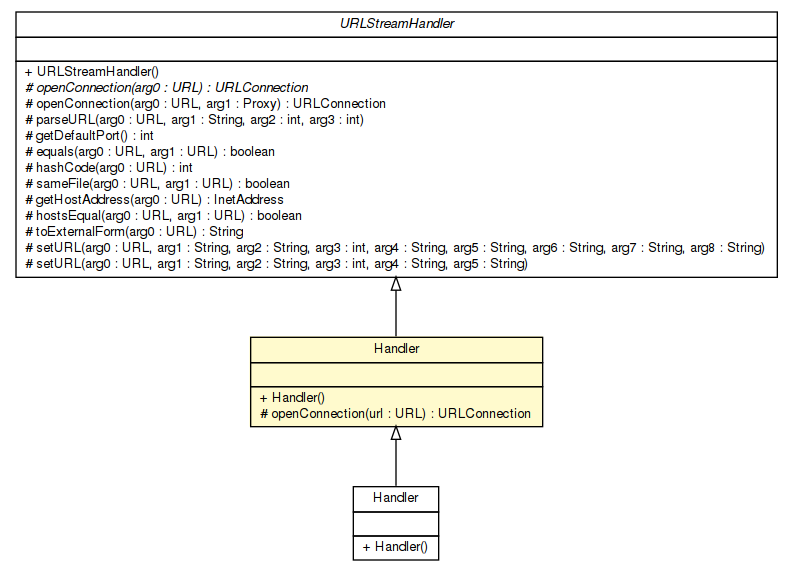 URLStreamHandler
+ URLStreamHandler()
# openConnection(arg0 : URL) : URLConnection
# openConnection(arg0 : URL, arg1 : Proxy) : URLConnection
# parseURL(arg0 : URL, arg1 : String, arg2 : int, arg3 : int)
# getDefaultPort() : int
# equals(arg0 : URL, arg1 : URL) : boolean
# hashCode(arg0 : URL) : int
# sameFile(arg0 : URL, arg1 : URL) : boolean
# getHostAddress(arg0 : URL) : InetAddress
# hostsEqual(arg0 : URL, arg1 : URL) : boolean
# toExternalForm(arg0 : URL) : String
# setURL(arg0 : URL, arg1 : String, arg2 : String, arg3 : int, arg4 : String, arg5 : String, arg6 : String, arg7 : String, arg8 : String)
# setURL(arg0 : URL, arg1 : String, arg2 : String, arg3 : int, arg4 : String, arg5 : String)
Handler
+ Handler()
# openConnection(url : URL) : URLConnection
Handler
+ Handler()